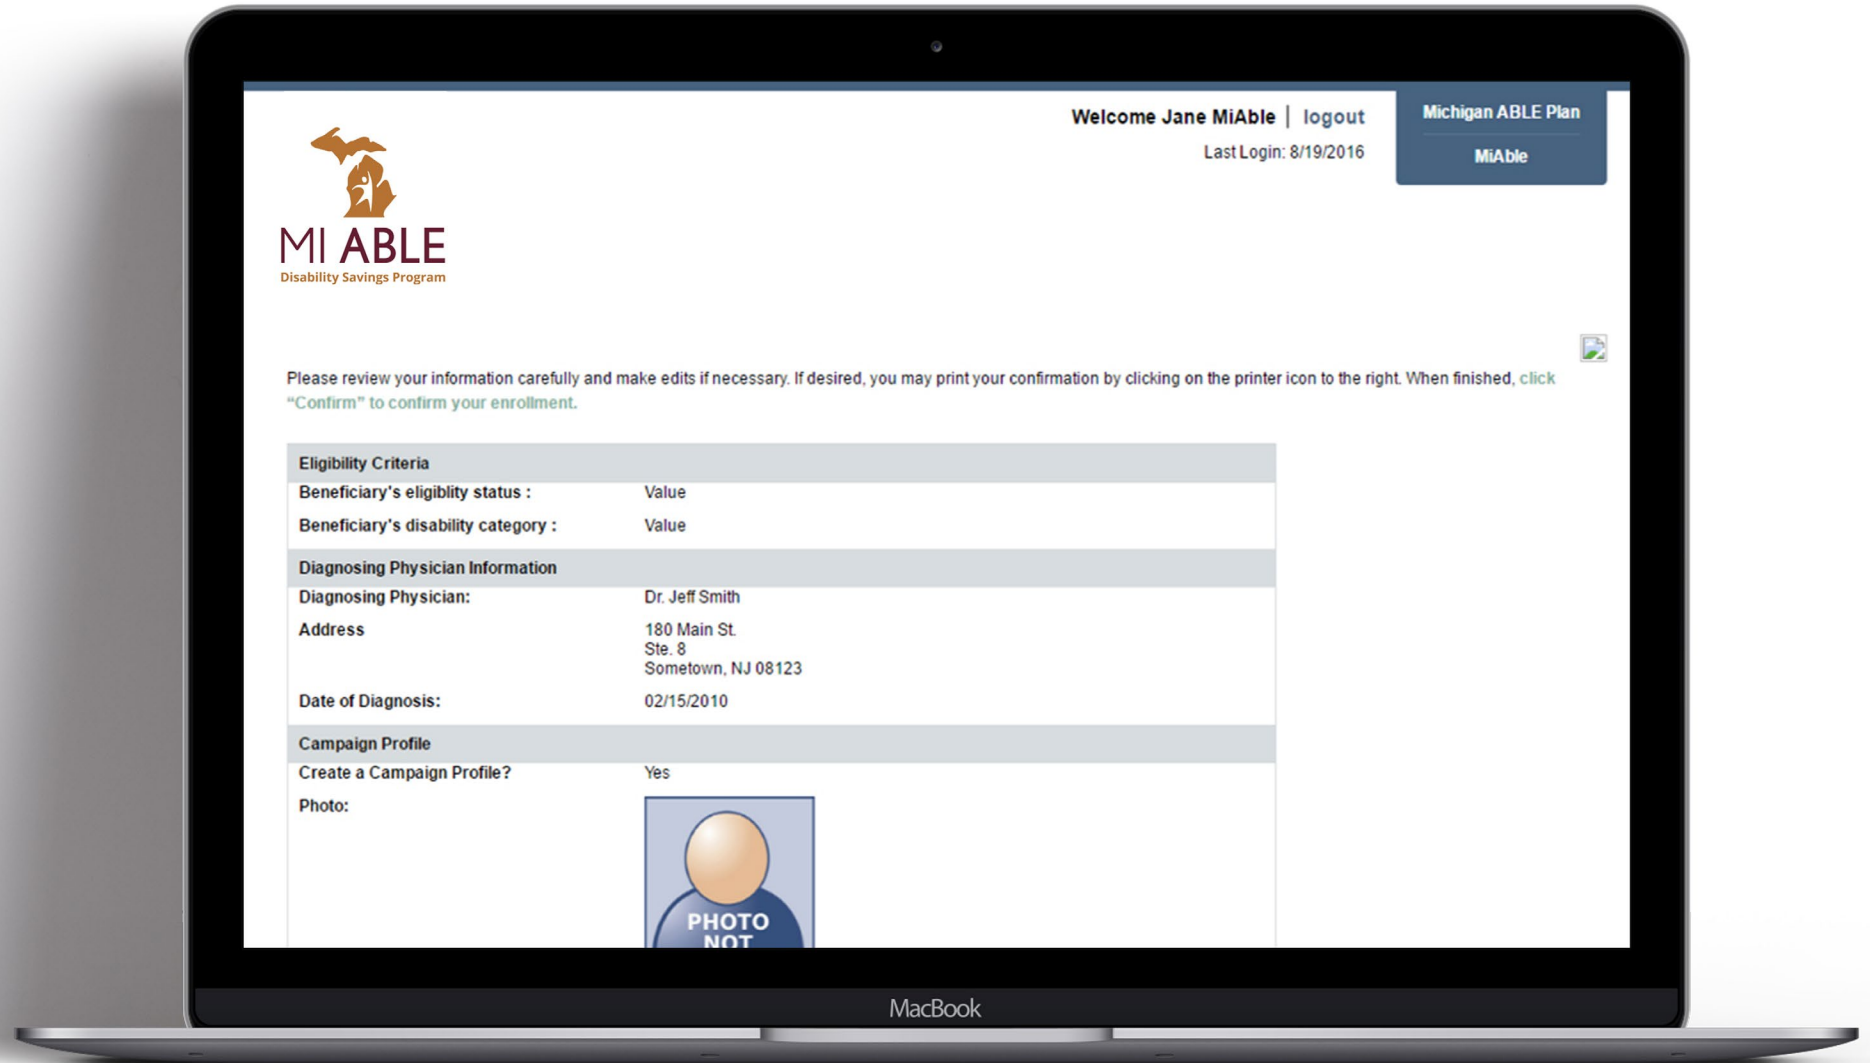 Welcome Jane MiAble | logout
Last Login: 8/19/2016
Michigan ABLE Plan
MiAble
MI ABLE
Disability Savings Program
Please review your information carefully and make edits if necessary. If desired, you may print your confirmation by clicking on the printer icon to the right. When finished, click
“Confirm” to confirm your enrollment.
Eligibility Criteria
Beneficiary's eligiblity status : Value
Beneficiary's disability category : Value
Diagnosing Physician Information
Diagnosing Physician: Dr. Jeff Smith
Address 180 Main St.
Ste. 8
Sometown, NJ 08123
Date of Diagnosis: 02/15/2010
Campaign Profile
Create a Campaign Profile? Yes
Photo:
PHOTO
NOT
MacBook